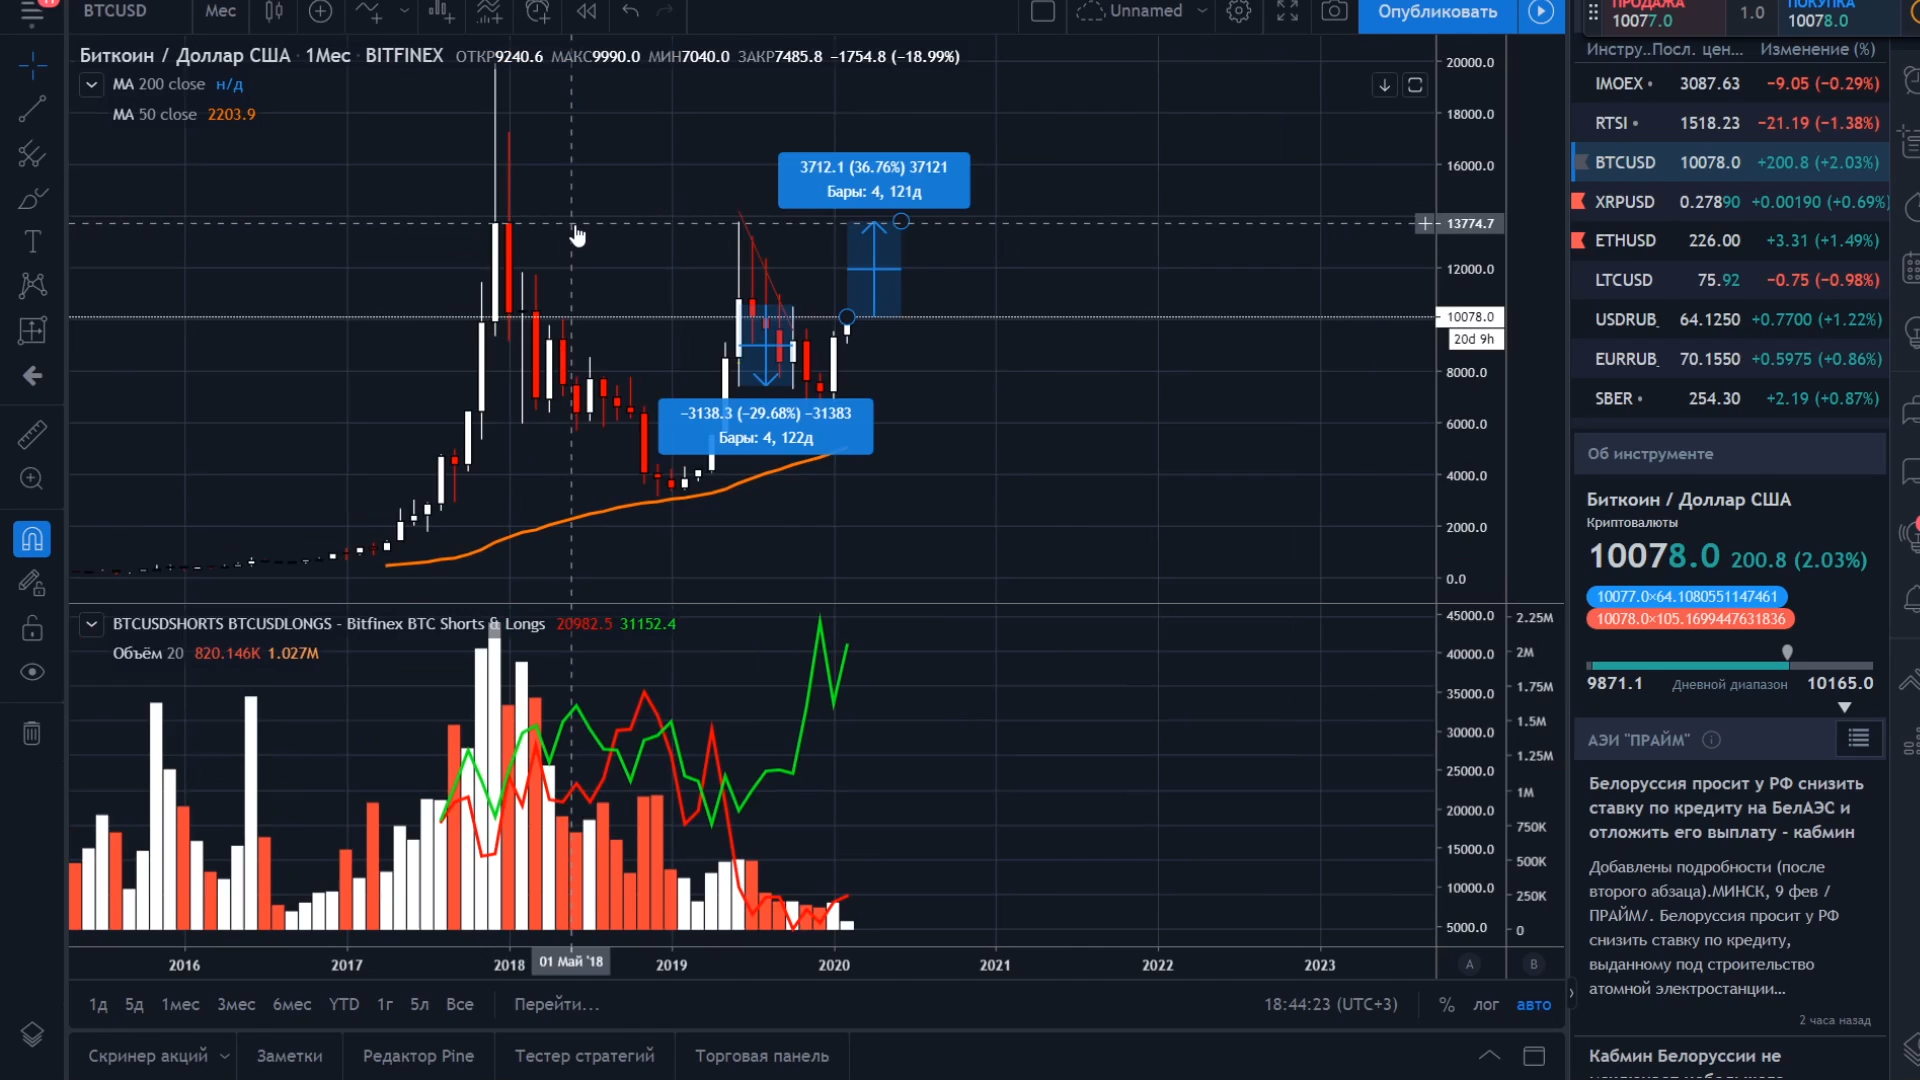 BTCUSD
Мес
Unnamed
Опубликовать
ПРОДАЖА
10077.0
1.0
ПОКУПКА
10078.0
Биткоин / Доллар США · 1Мес · BITFINEX ОТКР9240.6 МАКС9990.0 МИН7040.0 ЗАКР7485.8 −1754.8 (−18.99%)
MA 200 close н/д
MA 50 close 2203.9
3712.1 (36.76%) 37121
Бары: 4, 121д
−3138.3 (−29.68%) −31383
Бары: 4, 122д
20000.0
18000.0
16000.0
13774.7
12000.0
10078.0
20d 9h
8000.0
6000.0
4000.0
2000.0
0.0
BTCUSDSHORTS BTCUSDLONGS - Bitfinex BTC Shorts & Longs 20982.5 31152.4
Объём 20 820.146K 1.027M
45000.0
40000.0
35000.0
30000.0
25000.0
20000.0
15000.0
10000.0
5000.0
2.25M
2M
1.75M
1.5M
1.25M
1M
750K
500K
250K
0
2016 2017 2018 01 Май '18 2019 2020 2021 2022 2023
A B
1д 5д 1мес 3мес 6мес YTD 1г 5л Все Перейти...
18:44:23 (UTC+3) % лог авто
Скринер акций Заметки Редактор Pine Тестер стратегий Торговая панель
Инстру.. Посл. цен... Изменение (%)
IMOEX 3087.63 −9.05 (−0.29%)
RTSI 1518.23 −21.19 (−1.38%)
BTCUSD 10078.0 +200.8 (+2.03%)
XRPUSD 0.27890 +0.00190 (+0.69%)
ETHUSD 226.00 +3.31 (+1.49%)
LTCUSD 75.92 −0.75 (−0.98%)
USDRUB_ 64.1250 +0.7700 (+1.22%)
EURRUB_ 70.1550 +0.5975 (+0.86%)
SBER 254.30 +2.19 (+0.87%)
Об инструменте
Биткоин / Доллар США
Криптовалюты
10078.0 200.8 (2.03%)
10077.0×64.1080551147461
10078.0×105.1699447631836
9871.1 Дневной диапазон 10165.0
АЭИ "ПРАЙМ"
Белоруссия просит у РФ снизить
ставку по кредиту на БелАЭС и
отложить его выплату - кабмин
Добавлены подробности (после
второго абзаца).МИНСК, 9 фев /
ПРАЙМ/. Белоруссия просит у РФ
снизить ставку по кредиту,
выданному под строительство
атомной электростанции...
2 часа назад
Кабмин Белоруссии не